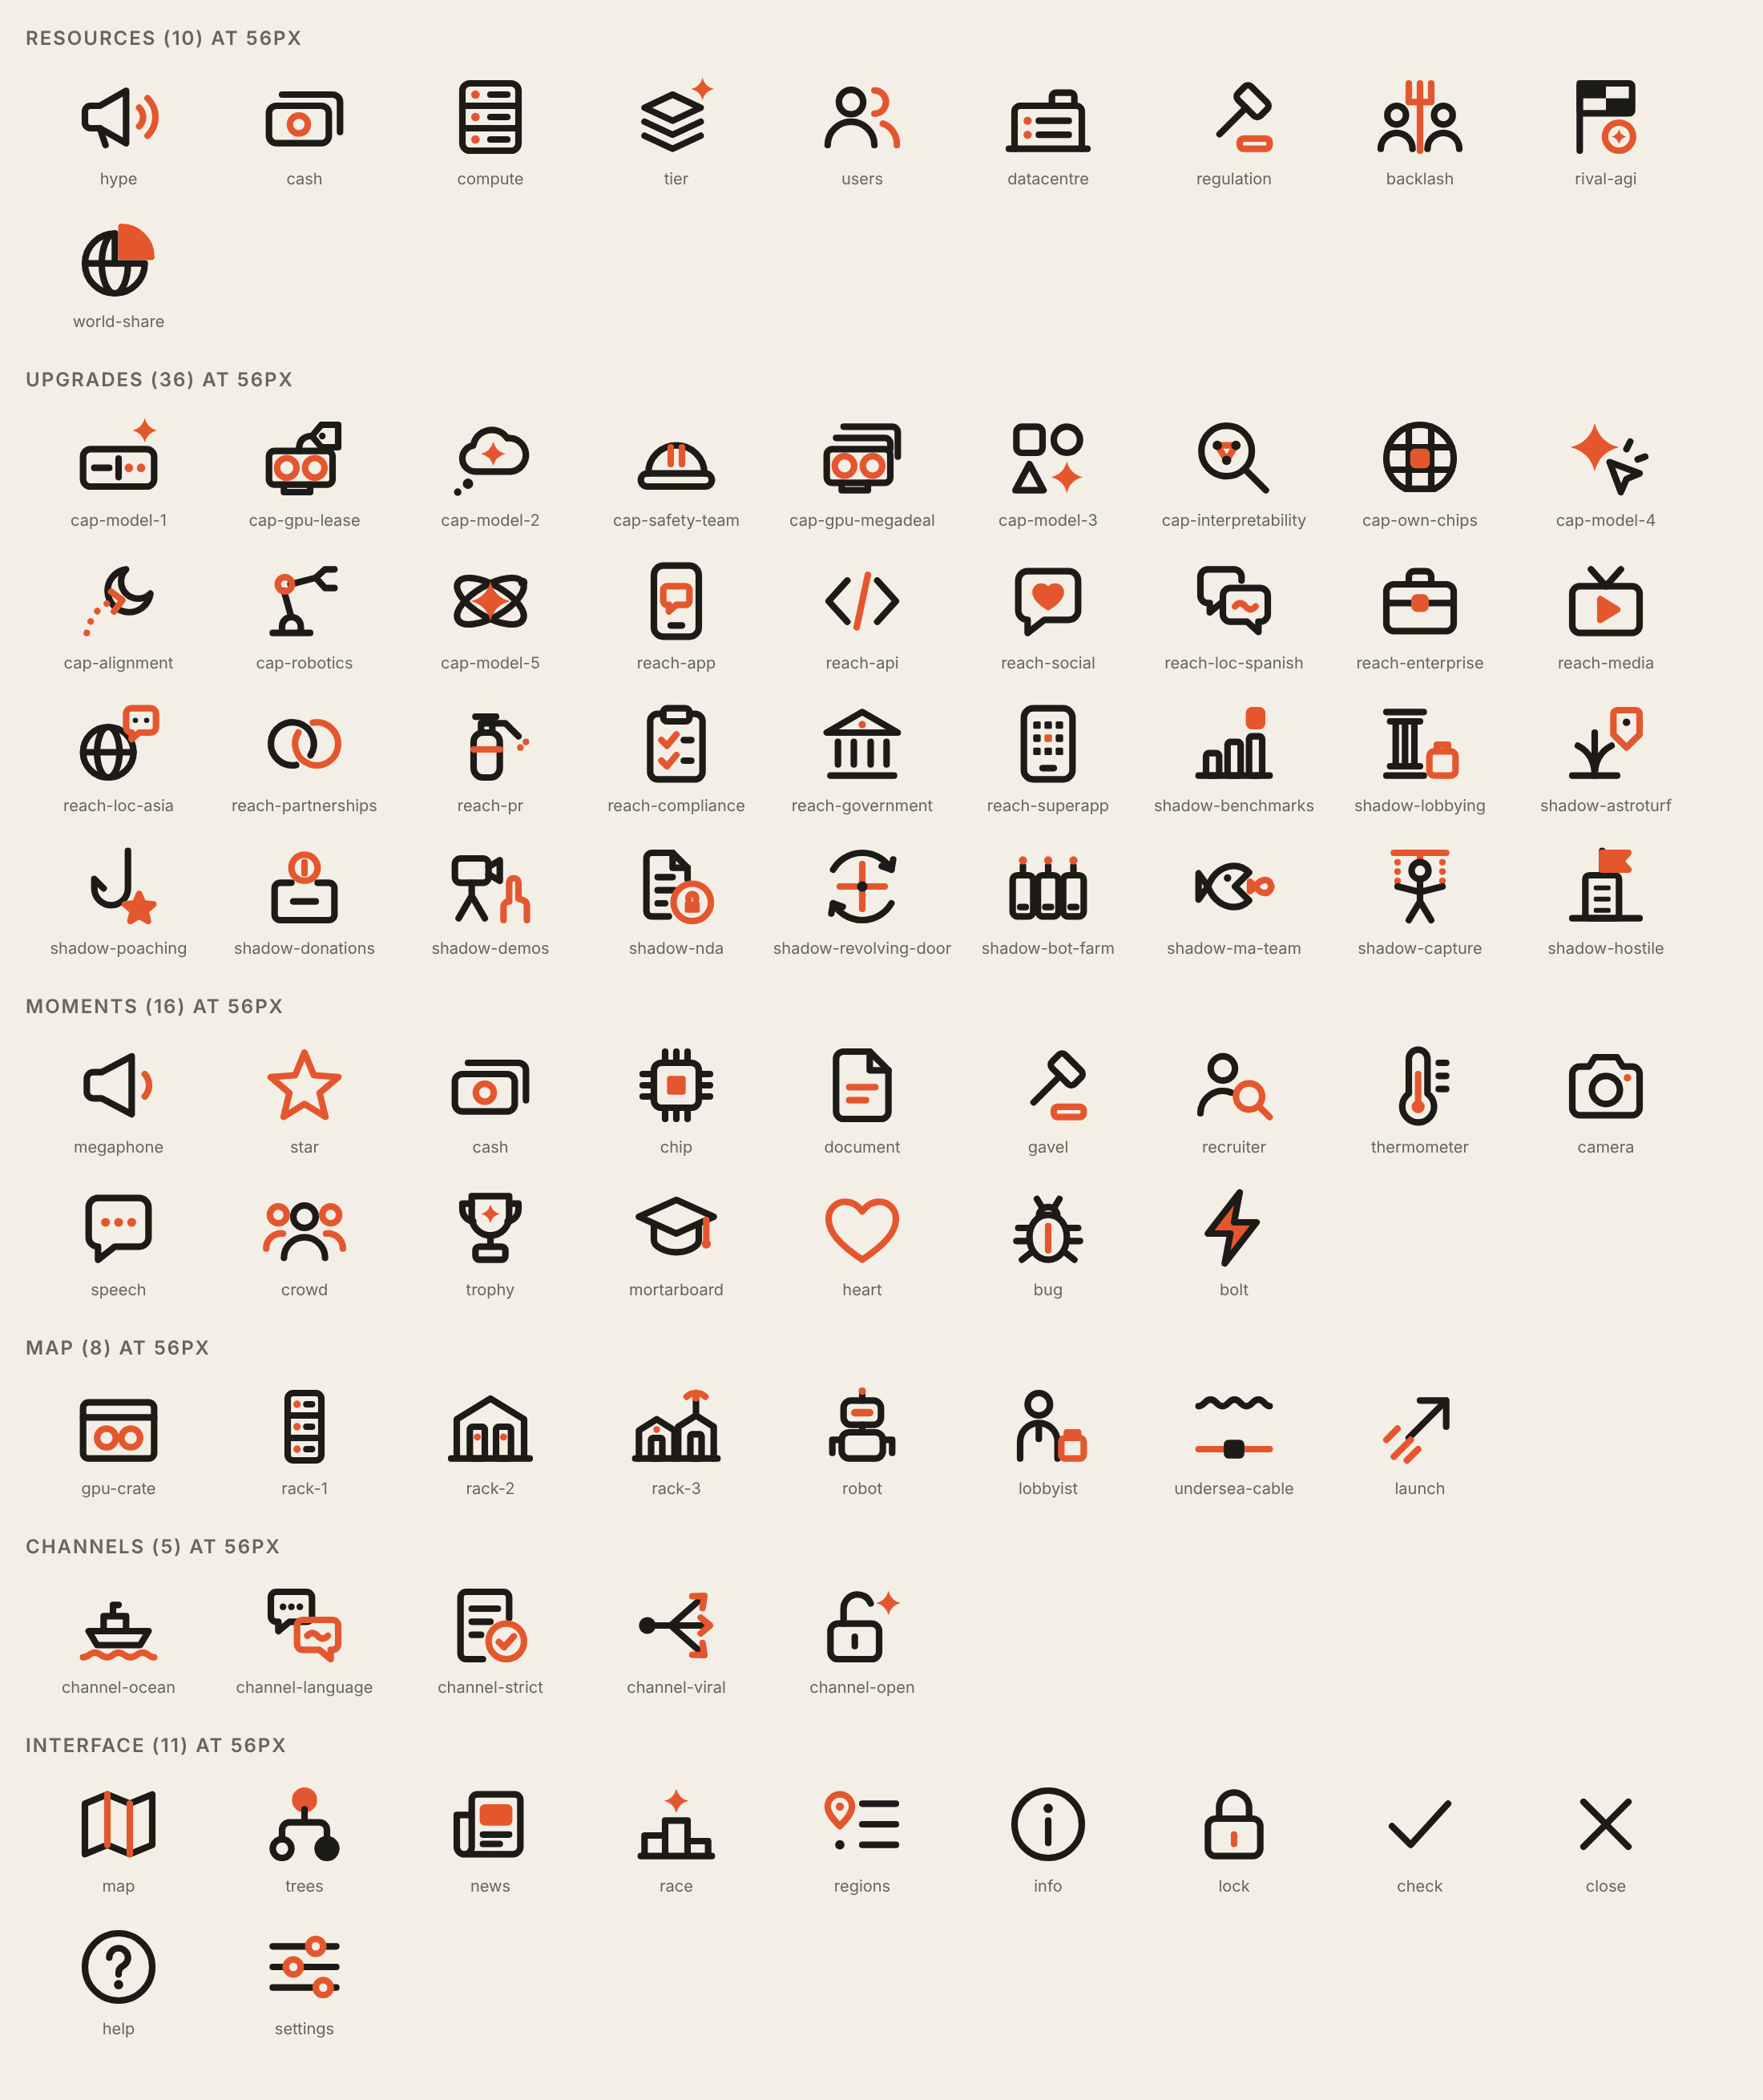 RESOURCES (10) AT 56PX
hype cash compute tier users datacentre regulation backlash rival-agi
world-share
UPGRADES (36) AT 56PX
cap-model-1 cap-gpu-lease cap-model-2 cap-safety-team cap-gpu-megadeal cap-model-3 cap-interpretability cap-own-chips cap-model-4
cap-alignment cap-robotics cap-model-5 reach-app reach-api reach-social reach-loc-spanish reach-enterprise reach-media
reach-loc-asia reach-partnerships reach-pr reach-compliance reach-government reach-superapp shadow-benchmarks shadow-lobbying shadow-astroturf
shadow-poaching shadow-donations shadow-demos shadow-nda shadow-revolving-door shadow-bot-farm shadow-ma-team shadow-capture shadow-hostile
MOMENTS (16) AT 56PX
megaphone star cash chip document gavel recruiter thermometer camera
speech crowd trophy mortarboard heart bug bolt
MAP (8) AT 56PX
gpu-crate rack-1 rack-2 rack-3 robot lobbyist undersea-cable launch
CHANNELS (5) AT 56PX
channel-ocean channel-language channel-strict channel-viral channel-open
INTERFACE (11) AT 56PX
map trees news race regions info lock check close
help settings